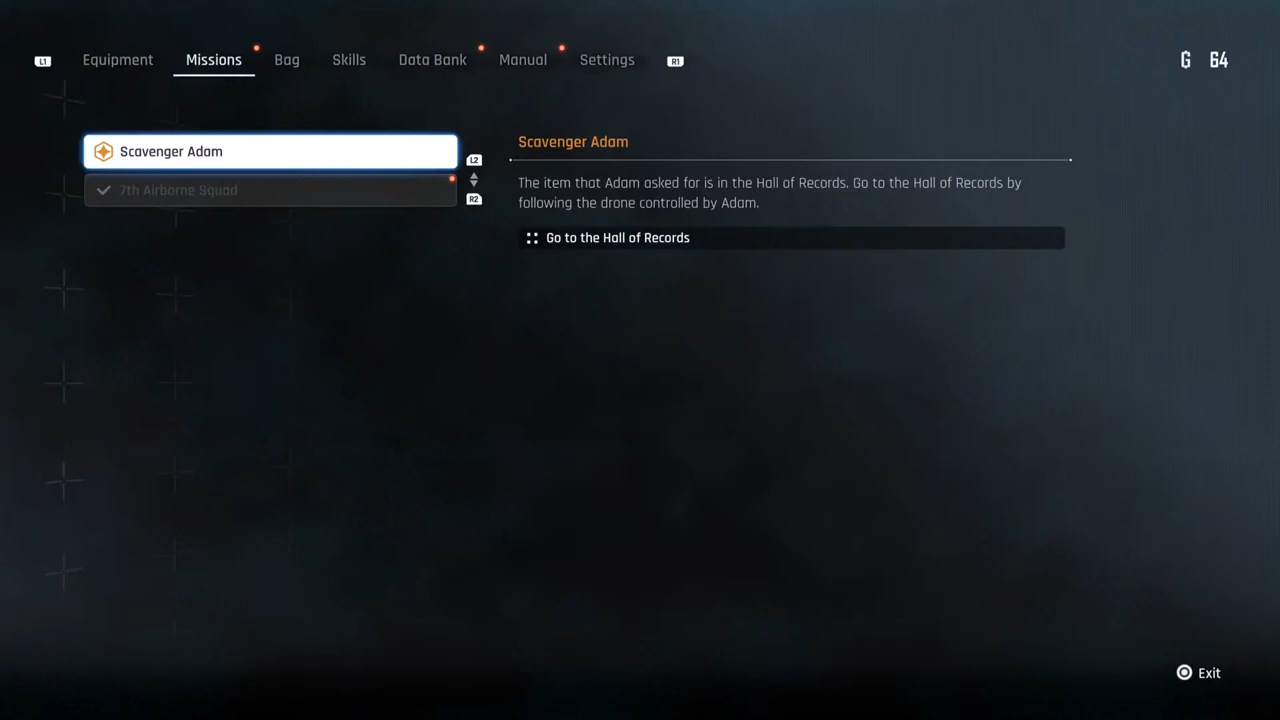 L1 Equipment Missions Bag Skills Data Bank Manual Settings R1 G 64
Scavenger Adam
7th Airborne Squad
L2
R2
Scavenger Adam
The item that Adam asked for is in the Hall of Records. Go to the Hall of Records by
following the drone controlled by Adam.
Go to the Hall of Records
Exit